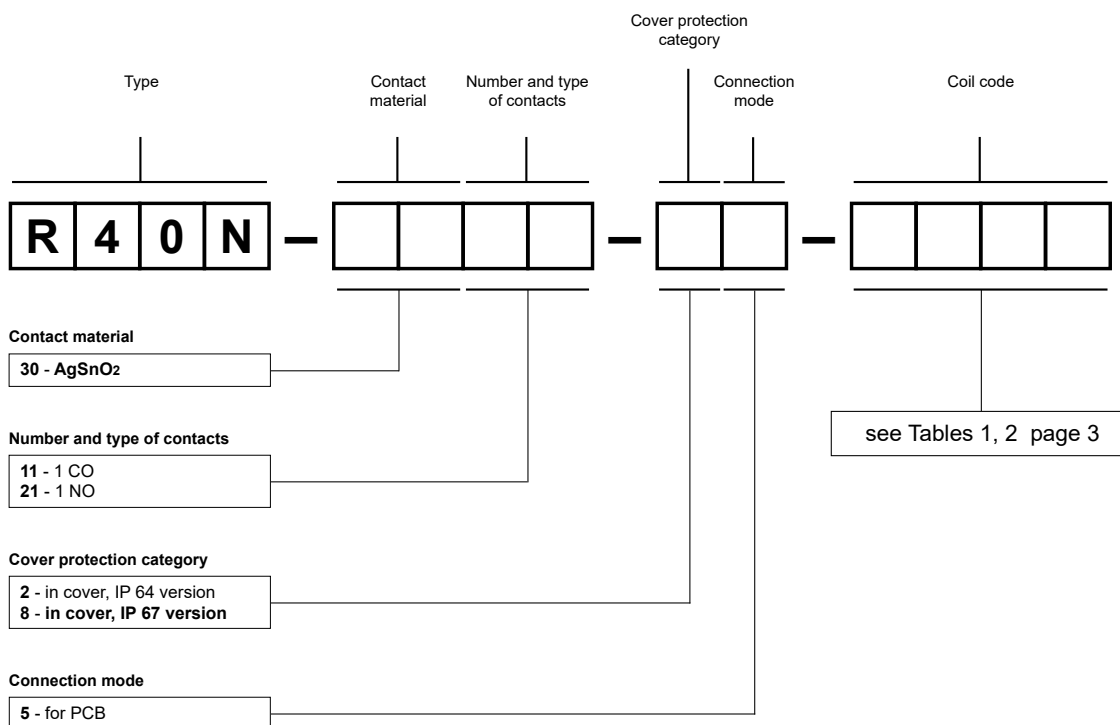 Cover protection
category
Type
Contact
material
Number and type
of contacts
Connection
mode
Coil code
R40N – –  –
Contact material
30 - AgSnO2
Number and type of contacts
11 - 1 CO
21 - 1 NO
see Tables 1, 2 page 3
Cover protection category
2 - in cover, IP 64 version
8 - in cover, IP 67 version
Connection mode
5 - for PCB